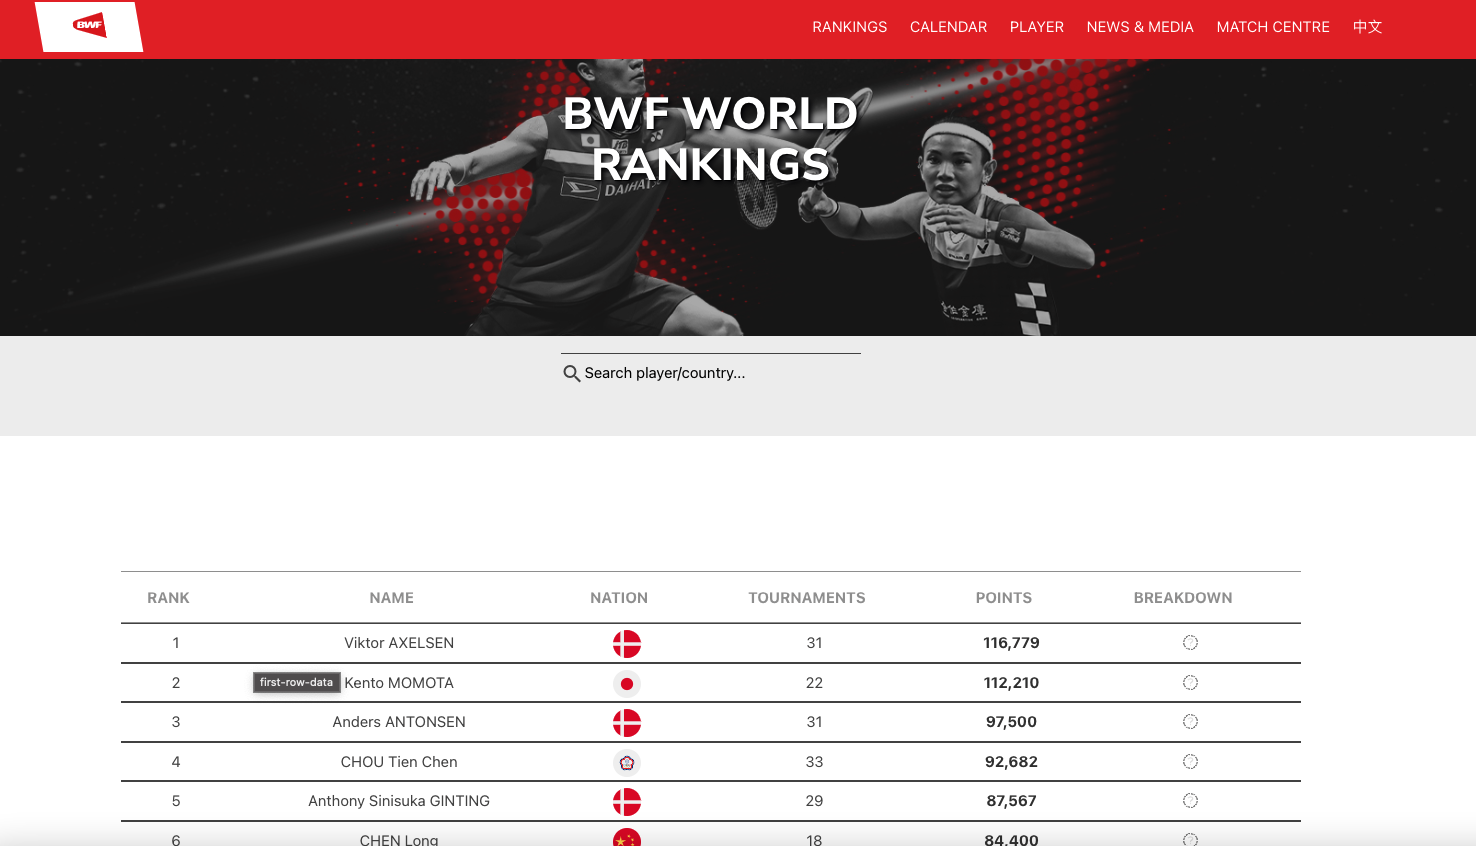 BWF
RANKINGS CALENDAR PLAYER NEWS & MEDIA MATCH CENTRE 中文
BWF WORLD
RANKINGS
DAIHATSU
Search player/country...
RANK NAME NATION TOURNAMENTS POINTS BREAKDOWN
1 Viktor AXELSEN 31 116,779
2 first-row-data Kento MOMOTA 22 112,210
3 Anders ANTONSEN 31 97,500
4 CHOU Tien Chen 33 92,682
5 Anthony Sinisuka GINTING 29 87,567
6 CHEN Long 18 84,400